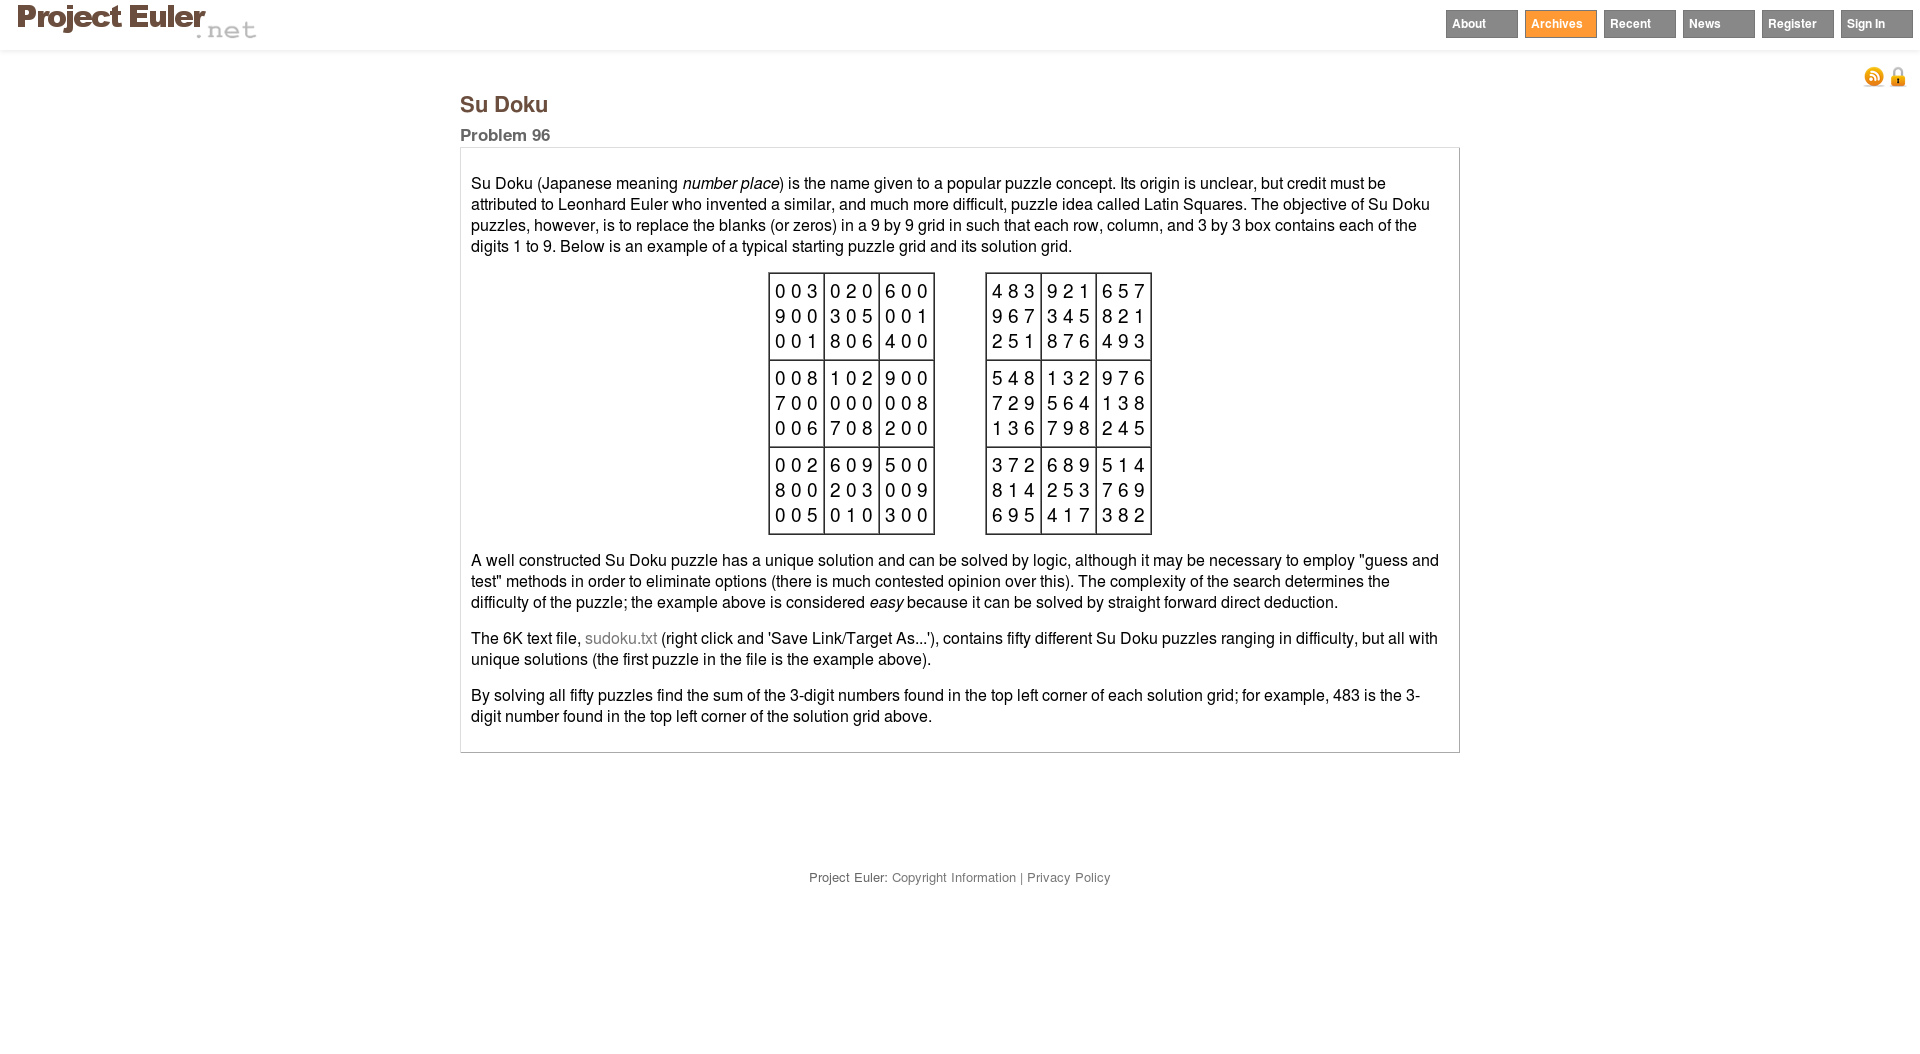 Project Euler.net
About Archives Recent News Register Sign In
Su Doku
Problem 96
Su Doku (Japanese meaning number place) is the name given to a popular puzzle concept. Its origin is unclear, but credit must be
attributed to Leonhard Euler who invented a similar, and much more difficult, puzzle idea called Latin Squares. The objective of Su Doku
puzzles, however, is to replace the blanks (or zeros) in a 9 by 9 grid in such that each row, column, and 3 by 3 box contains each of the
digits 1 to 9. Below is an example of a typical starting puzzle grid and its solution grid.
0 0 3 0 2 0 6 0 0 4 8 3 9 2 1 6 5 7
9 0 0 3 0 5 0 0 1 9 6 7 3 4 5 8 2 1
0 0 1 8 0 6 4 0 0 2 5 1 8 7 6 4 9 3
0 0 8 1 0 2 9 0 0 5 4 8 1 3 2 9 7 6
7 0 0 0 0 0 0 0 8 7 2 9 5 6 4 1 3 8
0 0 6 7 0 8 2 0 0 1 3 6 7 9 8 2 4 5
0 0 2 6 0 9 5 0 0 3 7 2 6 8 9 5 1 4
8 0 0 2 0 3 0 0 9 8 1 4 2 5 3 7 6 9
0 0 5 0 1 0 3 0 0 6 9 5 4 1 7 3 8 2
A well constructed Su Doku puzzle has a unique solution and can be solved by logic, although it may be necessary to employ "guess and
test" methods in order to eliminate options (there is much contested opinion over this). The complexity of the search determines the
difficulty of the puzzle; the example above is considered easy because it can be solved by straight forward direct deduction.
The 6K text file, sudoku.txt (right click and 'Save Link/Target As...'), contains fifty different Su Doku puzzles ranging in difficulty, but all with
unique solutions (the first puzzle in the file is the example above).
By solving all fifty puzzles find the sum of the 3-digit numbers found in the top left corner of each solution grid; for example, 483 is the 3-
digit number found in the top left corner of the solution grid above.
Project Euler: Copyright Information | Privacy Policy